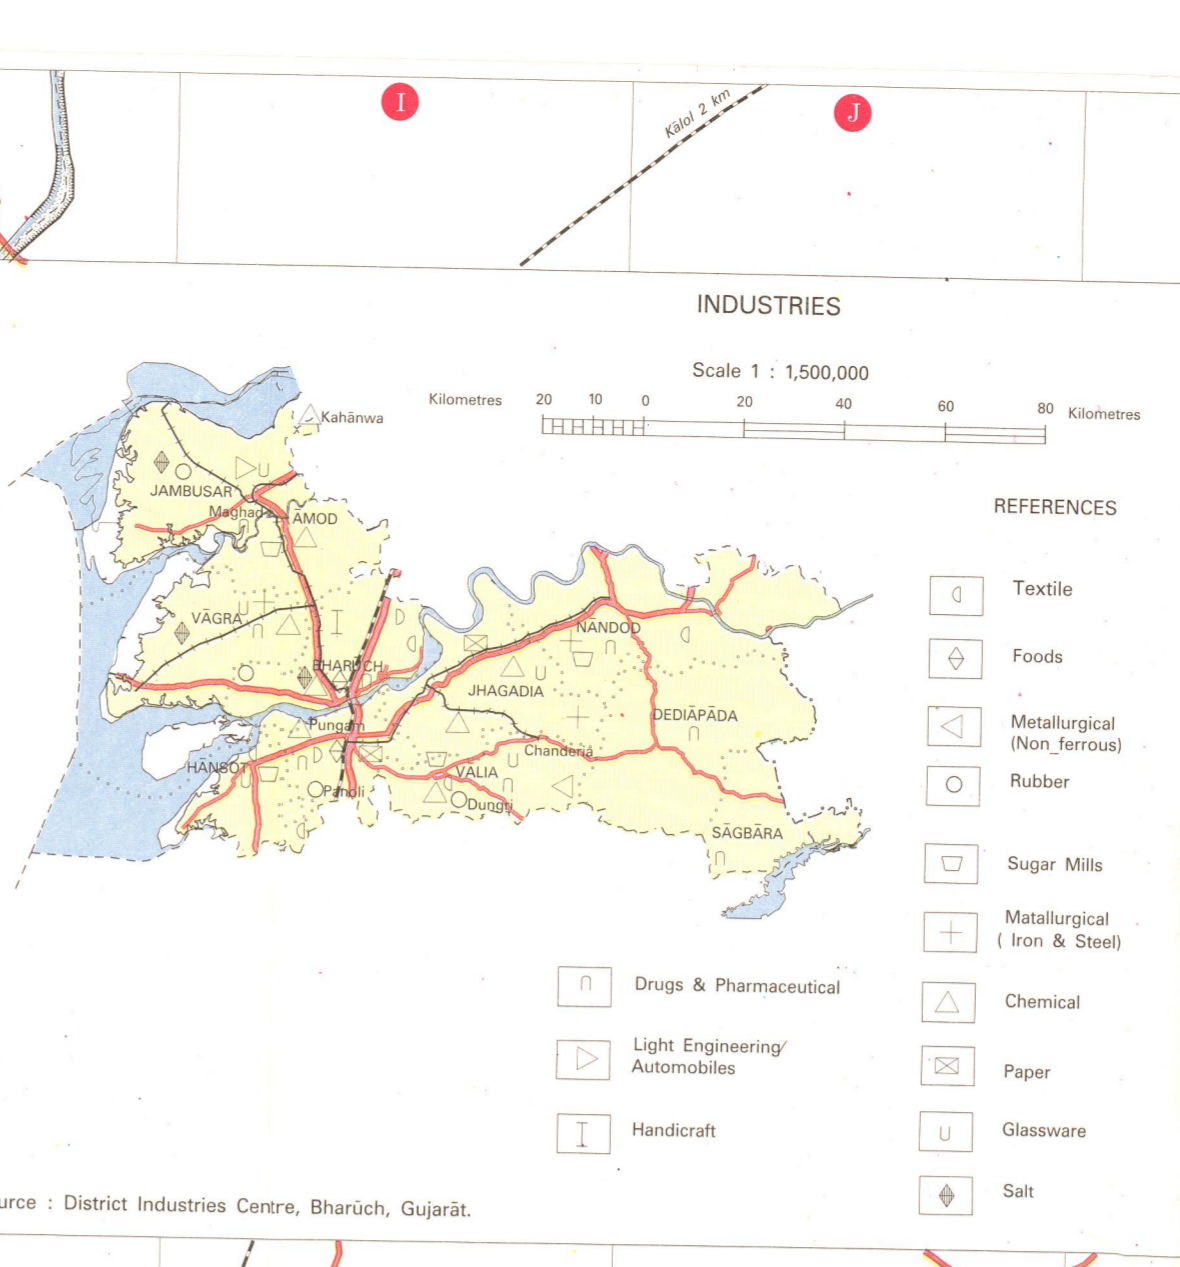 I
J
Kālol 2 km
INDUSTRIES
Scale 1 : 1,500,000
Kilometres 20 10 0 20 40 60 80 Kilometres
Kahānwa
JAMBUSAR
Maghad
ĀMOD
VĀGRA
BHARŪCH
NĀNDOD
JHAGADIA
DEDIĀPĀDA
Pungam
Chanderiā
HĀNSOT
VALIA
Panoli
Dungri
SĀGBĀRA
REFERENCES
Textile
Foods
Metallurgical
(Non_ferrous)
Rubber
Sugar Mills
Matallurgical
( Iron & Steel)
Chemical
Paper
Glassware
Salt
Drugs & Pharmaceutical
Light Engineering/
Automobiles
Handicraft
urce : District Industries Centre, Bharūch, Gujarāt.